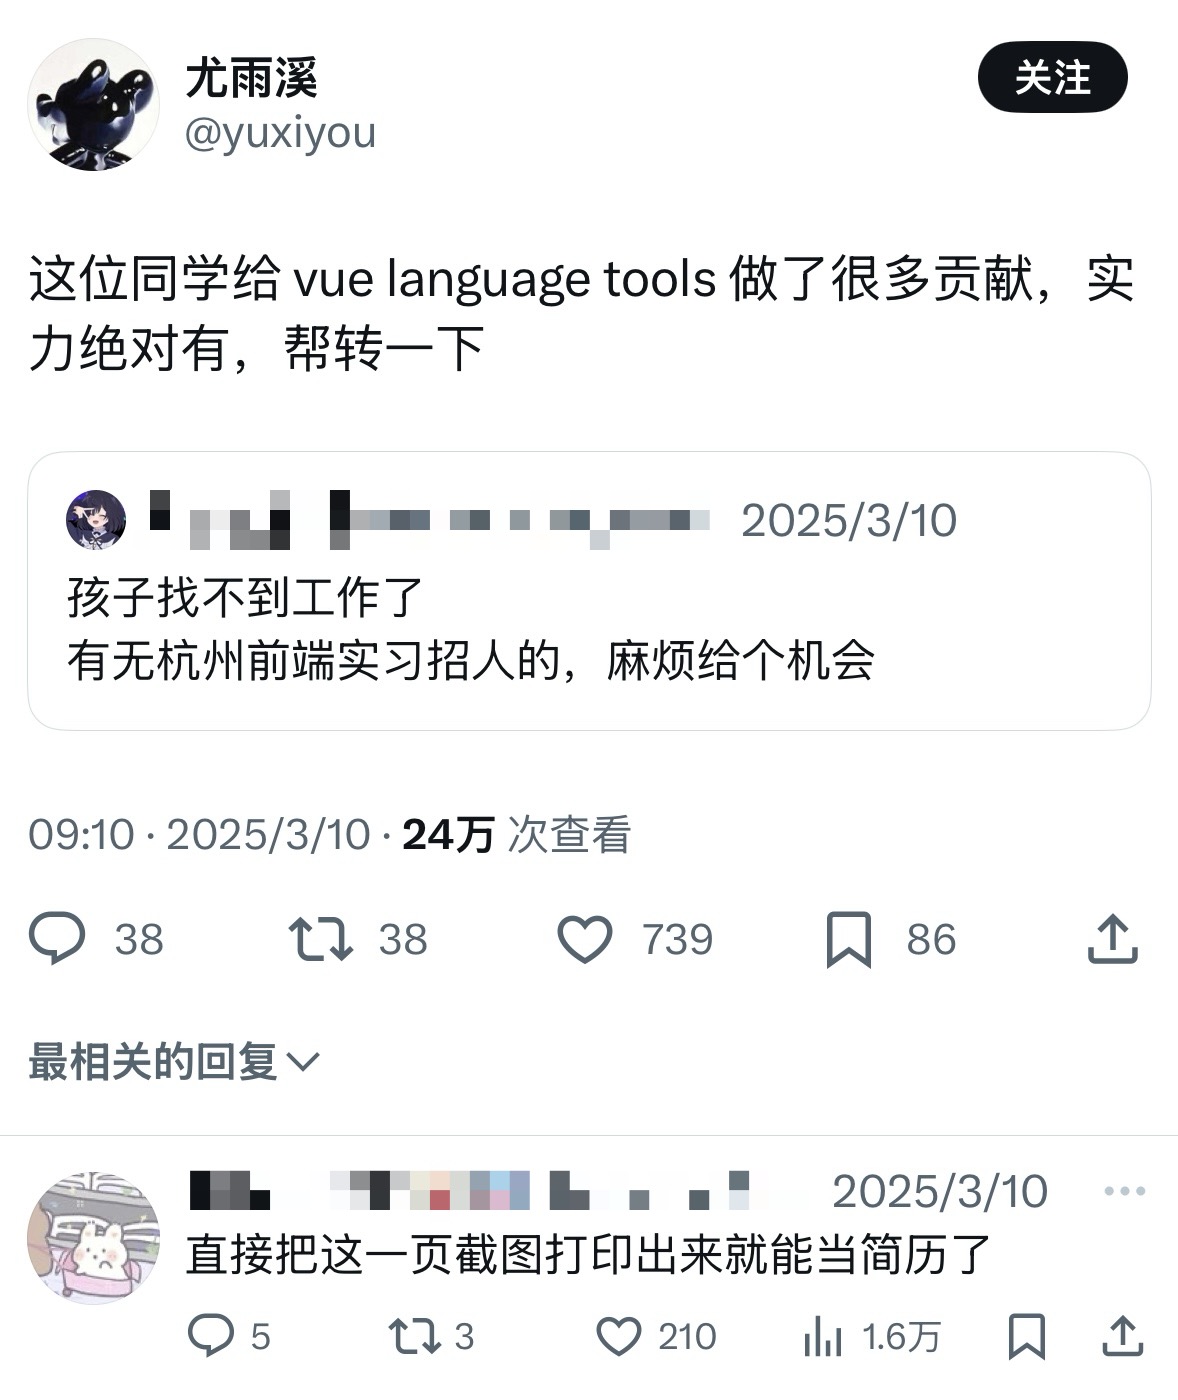 尤雨溪
关注
@yuxiyou
这位同学给 vue language tools 做了很多贡献，实
力绝对有，帮转一下
2025/3/10
孩子找不到工作了
有无杭州前端实习招人的，麻烦给个机会
09:10 · 2025/3/10 · 24万 次查看
38 38 739 86
最相关的回复
2025/3/10
直接把这一页截图打印出来就能当简历了
5 3 210 1.6万